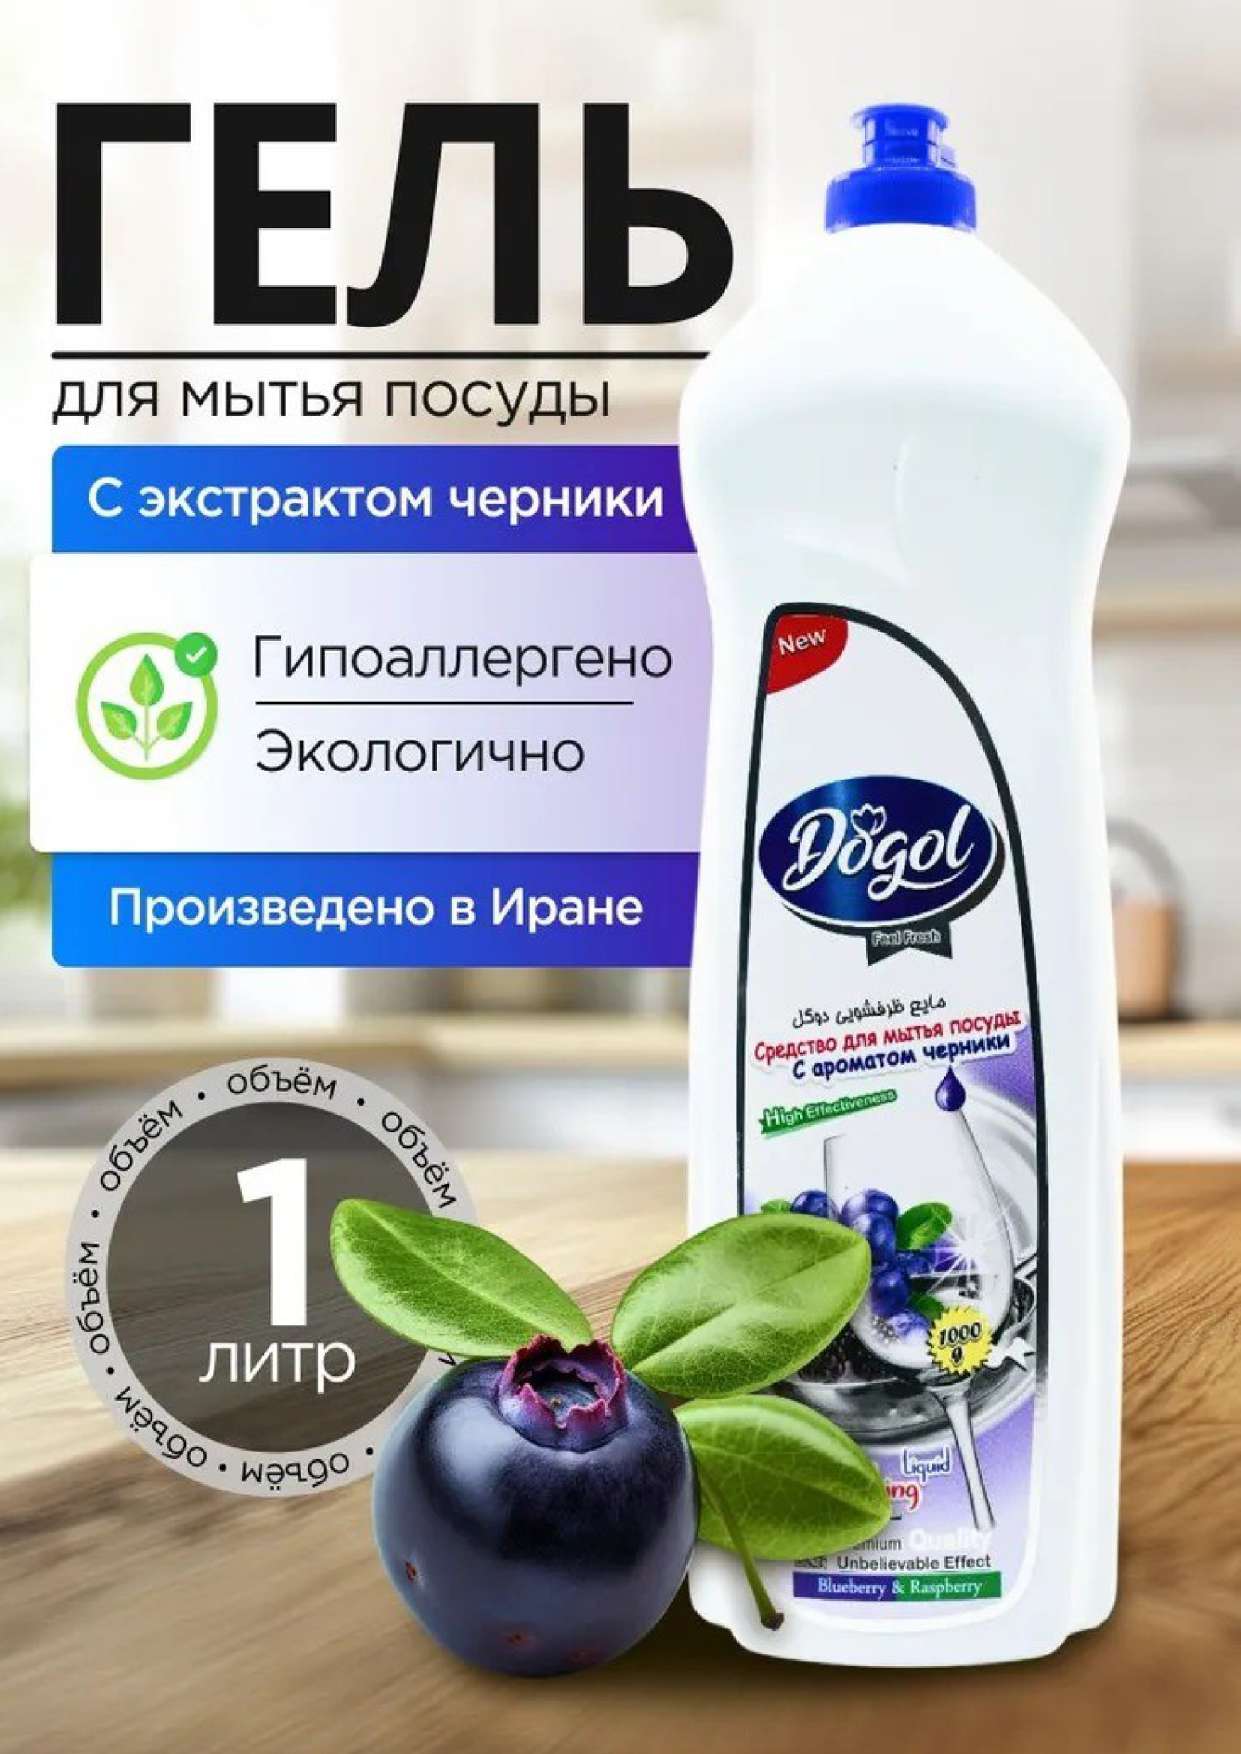 ГЕЛЬ
для мытья посуды
С экстрактом черники
Гипоаллергено
Экологично
Произведено в Иране
объём • объём • объём • объём • объём • объём • объём
1
литр
New
Dogol
Feel Fresh
مایع ظرفشویی دوگل
Средство для мытья посуды
С ароматом черники
High Effectiveness
1000
g
Liquid
Quality
Unbelievable Effect
Blueberry & Raspberry